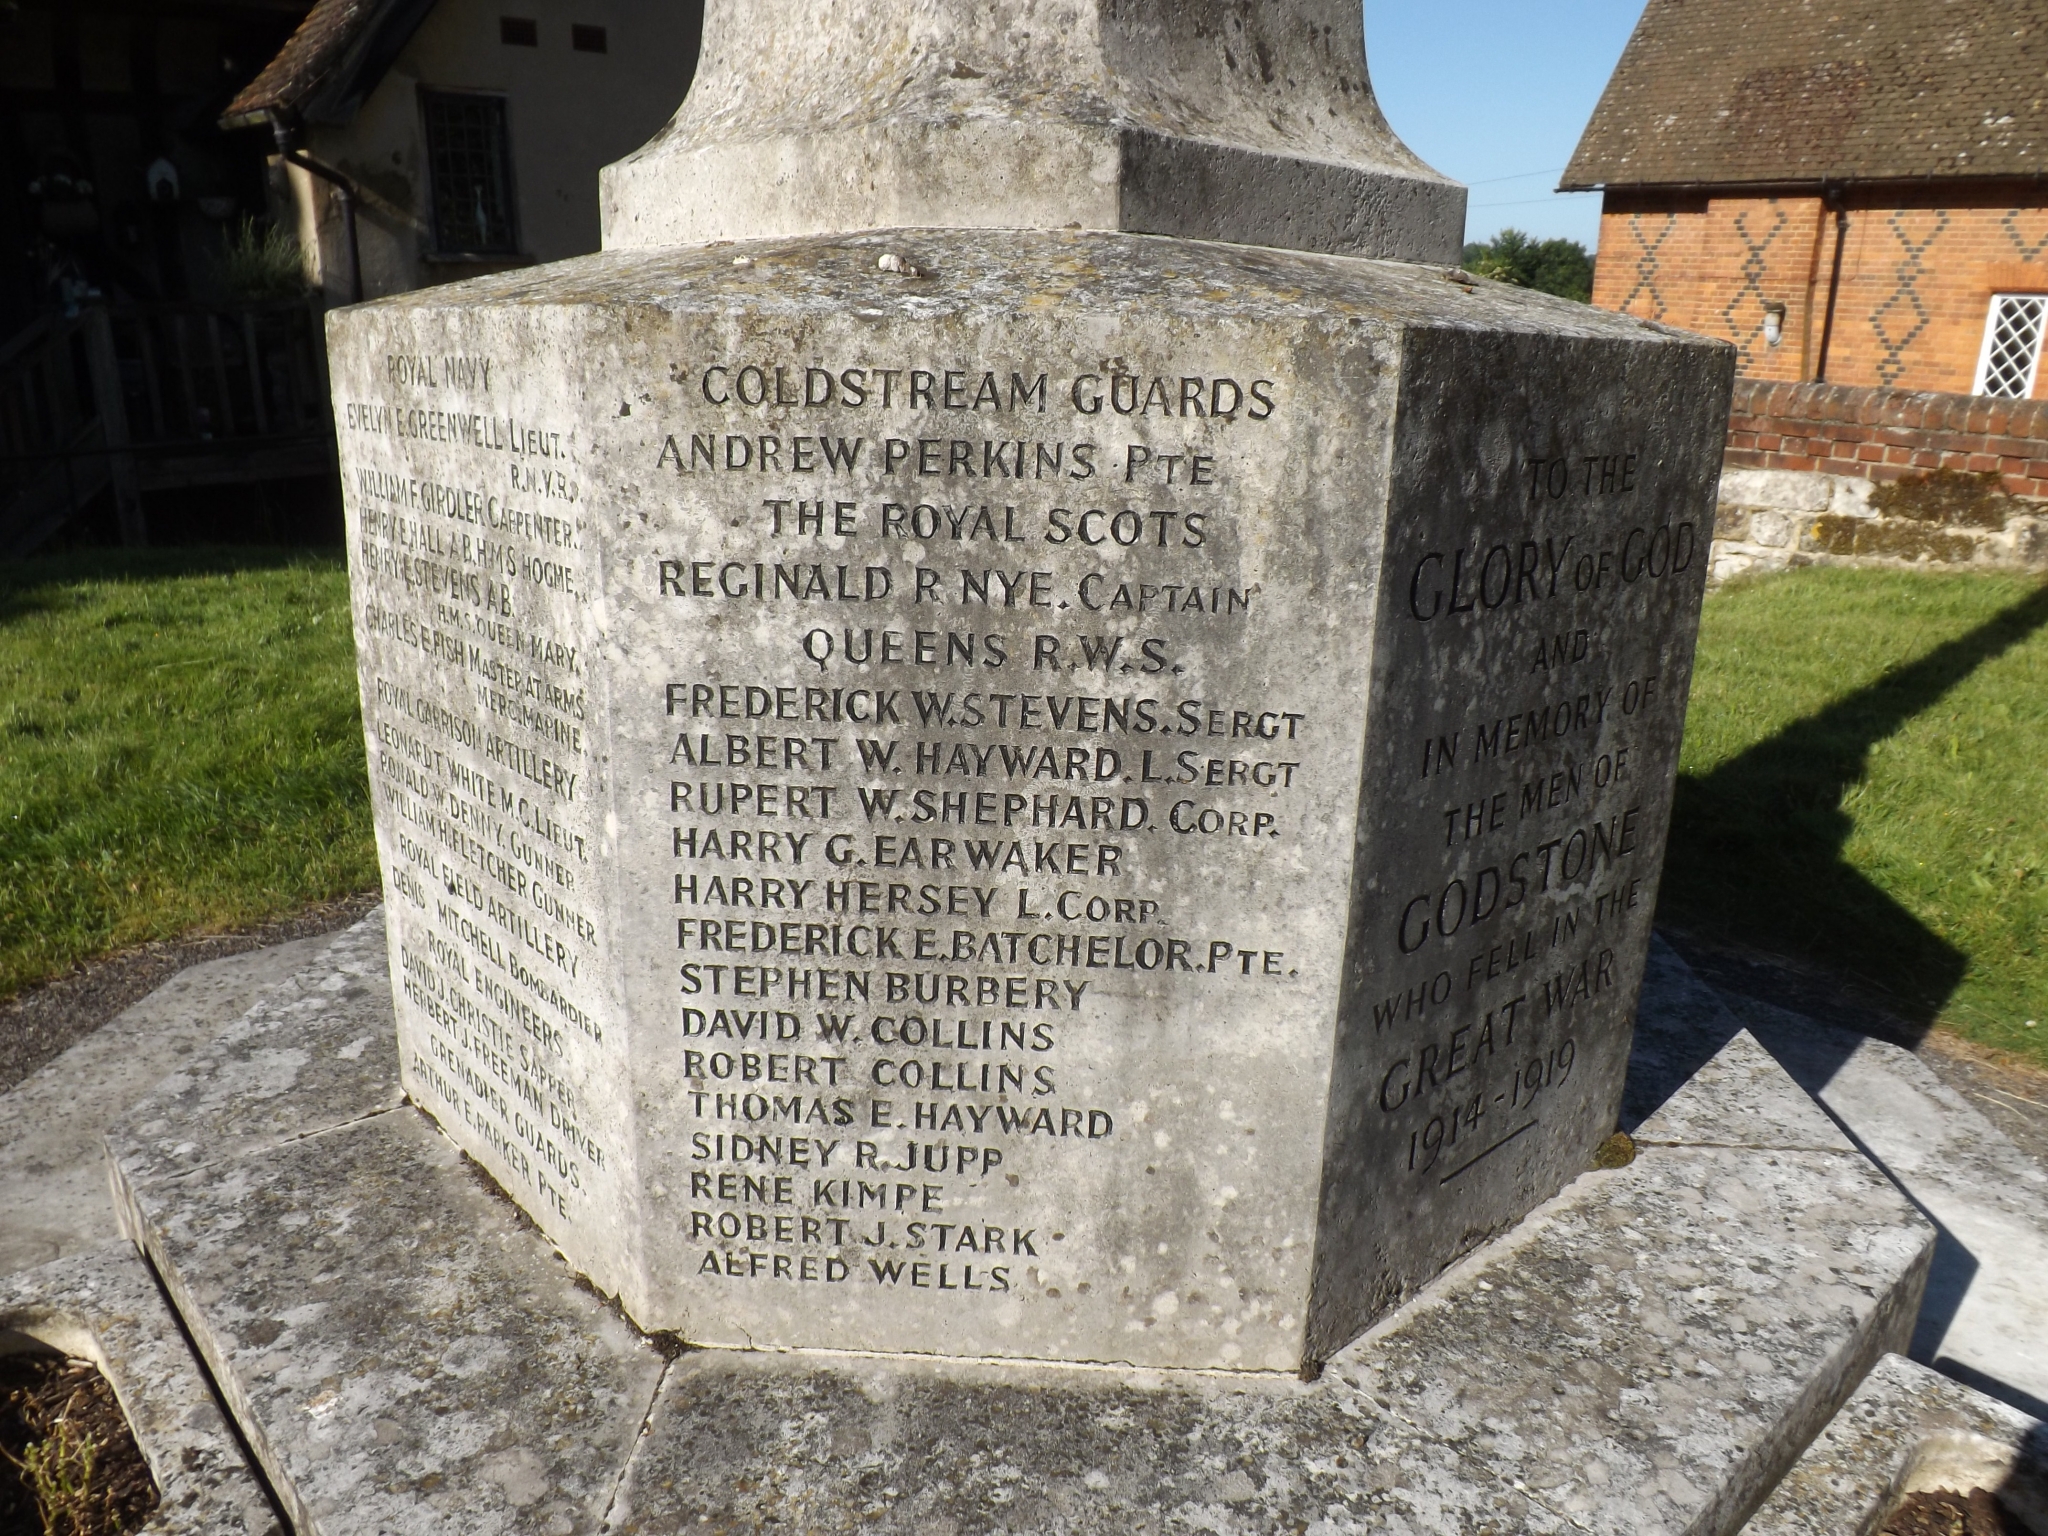 ROYAL NAVY
EVELYN E. GREENWELL LIEUT.
R.N.V.R.
WILLIAM F GIRDLER CARPENTER.
HENRY E. HALL A.B. H.M.S HOGUE.
HENRY E. STEVENS A.B.
H.M.S. QUEEN MARY.
CHARLES E. FISH MASTER AT ARMS
MERC: MARINE.
ROYAL GARRISON ARTILLERY
LEONARD T WHITE M.C. LIEUT.
RONALD W. DENNY. GUNNER
WILLIAM H. FLETCHER GUNNER
ROYAL FIELD ARTILLERY
DENIS MITCHELL BOMBARDIER
ROYAL ENGINEERS.
DAVID J. CHRISTIE SAPPER.
HERBERT J. FREEMAN DRIVER
GRENADIER GUARDS.
ARTHUR E. PARKER PTE.
COLDSTREAM GUARDS
ANDREW PERKINS PTE
THE ROYAL SCOTS
REGINALD R NYE. CAPTAIN
QUEENS R.W.S.
FREDERICK W. STEVENS. SERGT
ALBERT W. HAYWARD. L. SERGT
RUPERT W. SHEPHARD. CORP.
HARRY G. EARWAKER
HARRY HERSEY L. CORP.
FREDERICK E. BATCHELOR. PTE.
STEPHEN BURBERY
DAVID W. COLLINS
ROBERT COLLINS
THOMAS E. HAYWARD
SIDNEY R. JUPP
RENE KIMPE
ROBERT J. STARK
ALFRED WELLS
TO THE
GLORY OF GOD
AND
IN MEMORY OF
THE MEN OF
GODSTONE
WHO FELL IN THE
GREAT WAR
1914-1919